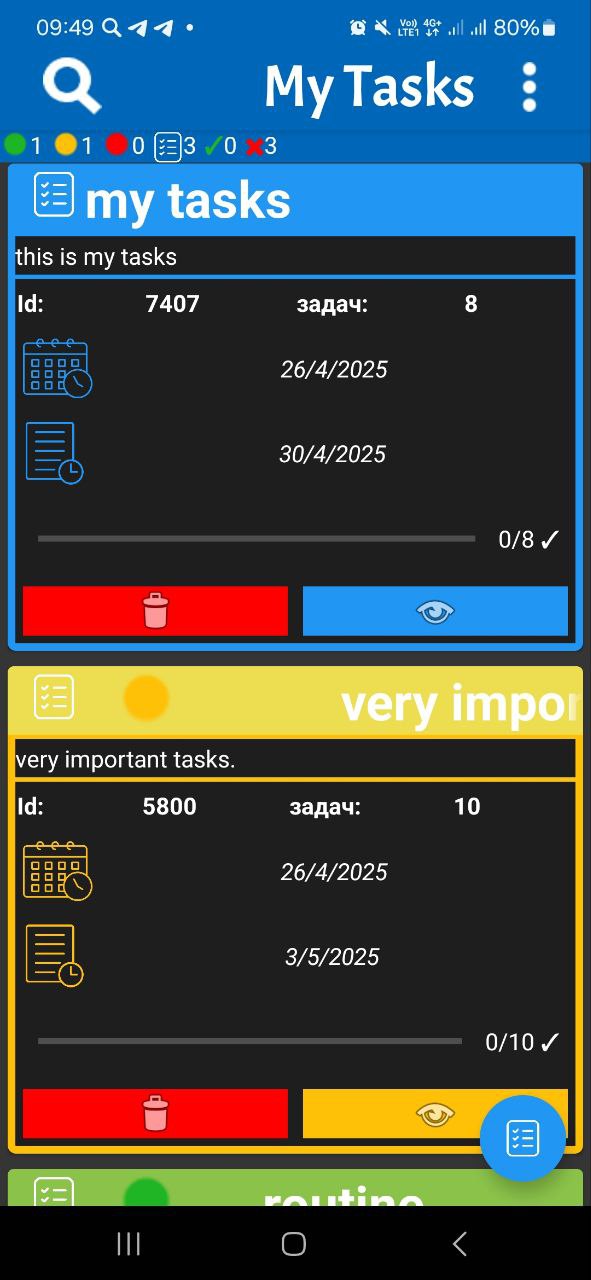 09:49 Vo)) LTE1 4G+ 80%
My Tasks
1 1 0 3 ✓0 ✗3
my tasks
this is my tasks
Id: 7407 задач: 8
26/4/2025
30/4/2025
0/8 ✓
very impor
very important tasks.
Id: 5800 задач: 10
26/4/2025
3/5/2025
0/10 ✓
routine